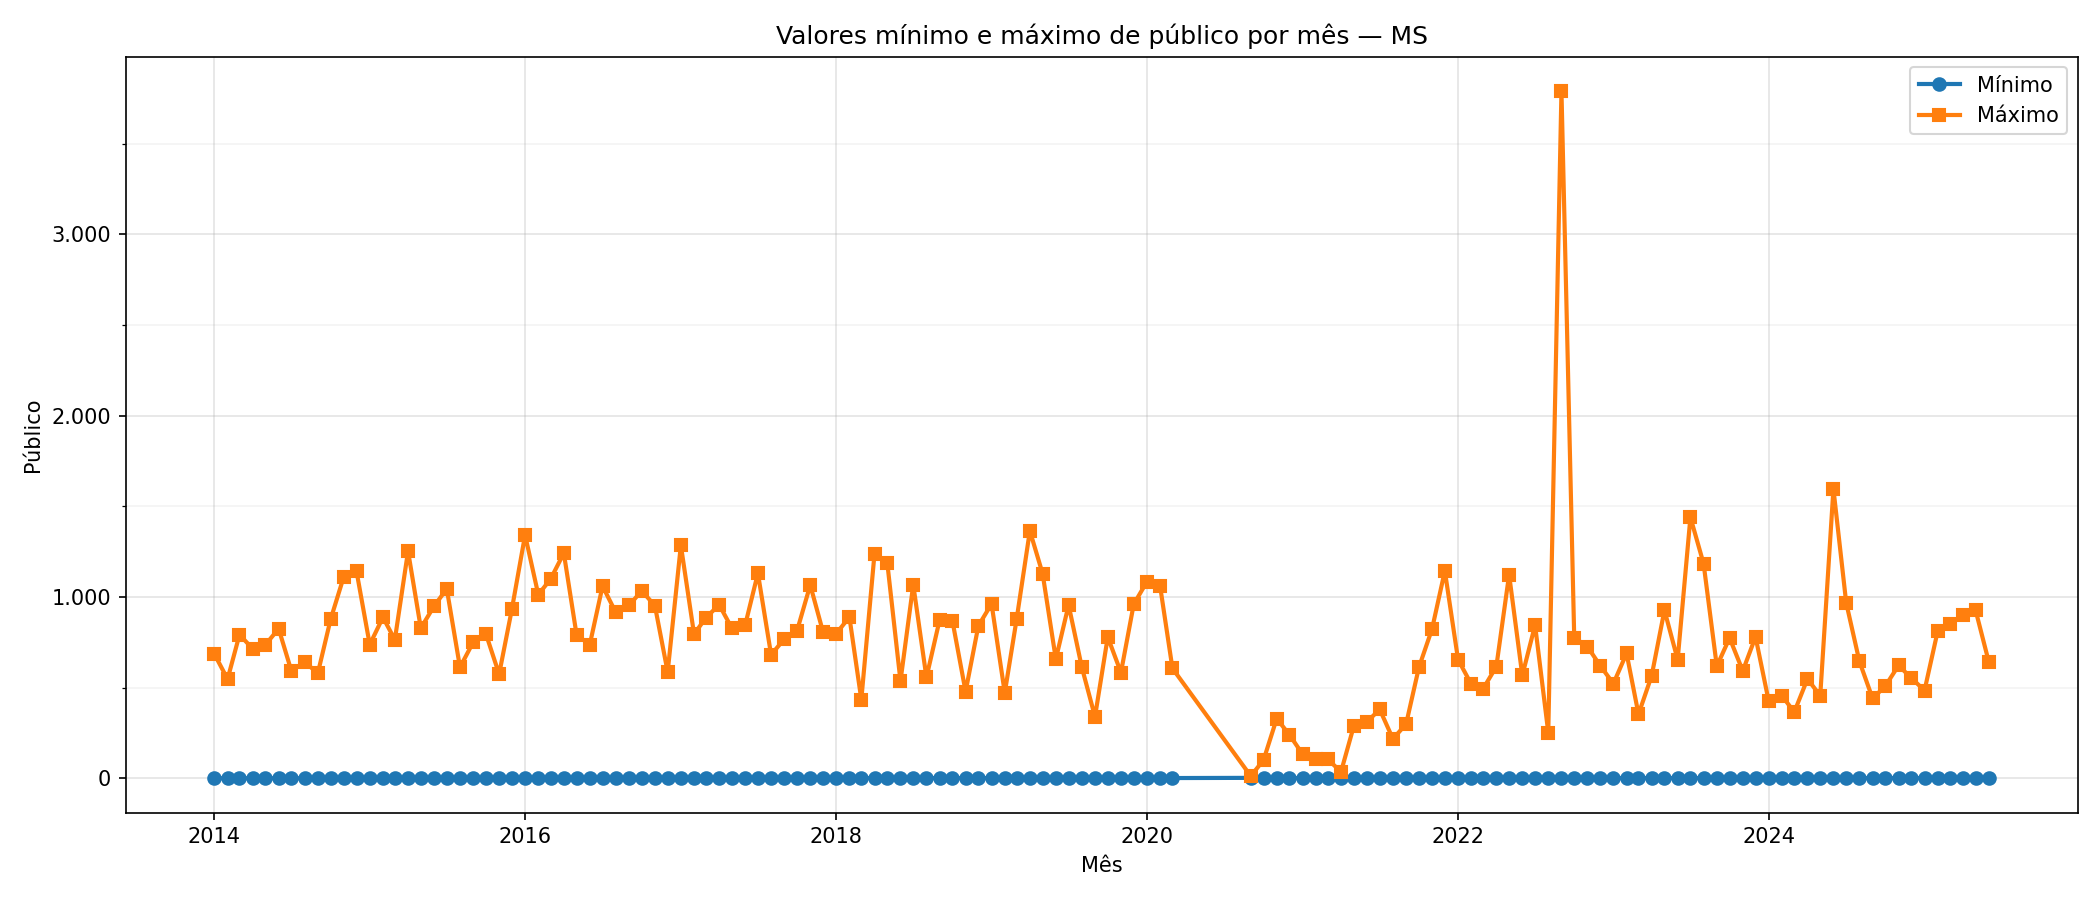 Valores mínimo e máximo de público por mês — MS
Mínimo
Máximo
Público
3.000
2.000
1.000
0
2014 2016 2018 2020 2022 2024
Mês